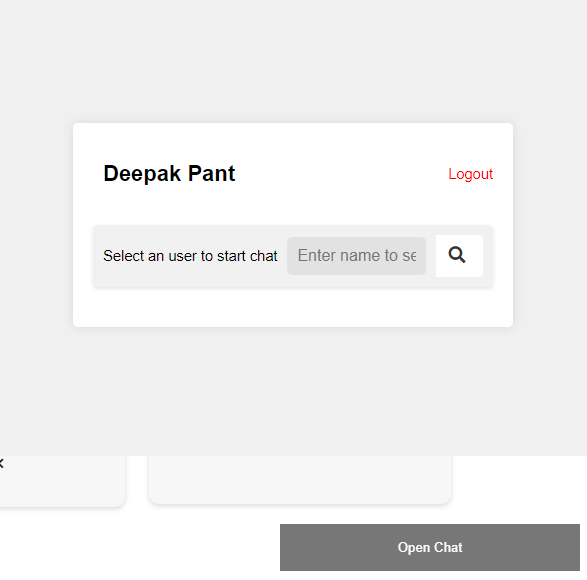 Deepak Pant
Logout
Select an user to start chat
Enter name to se
Open Chat